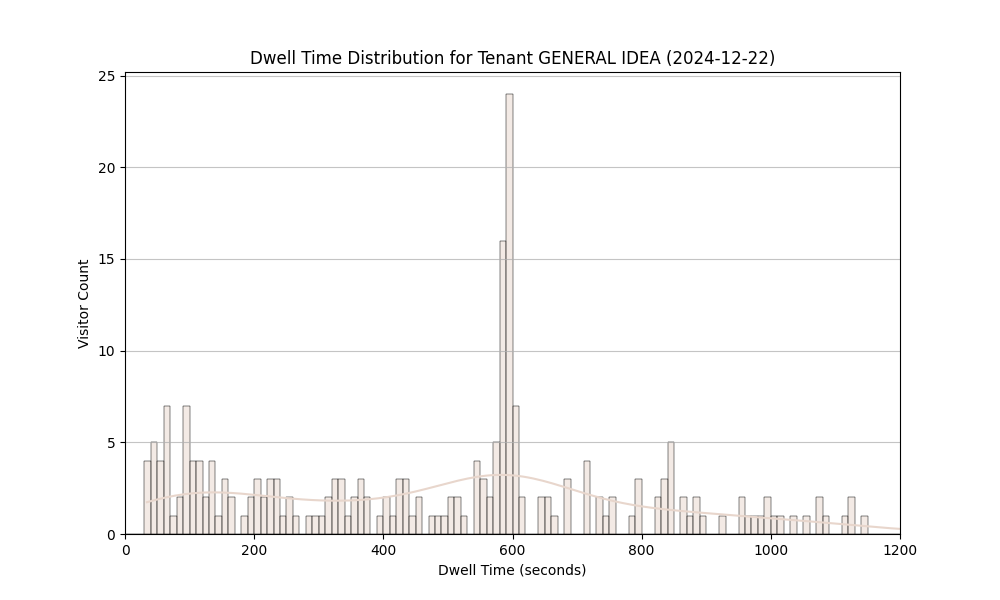 Dwell Time Distribution for Tenant GENERAL IDEA (2024-12-22)
25
20
15
10
5
0
Visitor Count
0 200 400 600 800 1000 1200
Dwell Time (seconds)